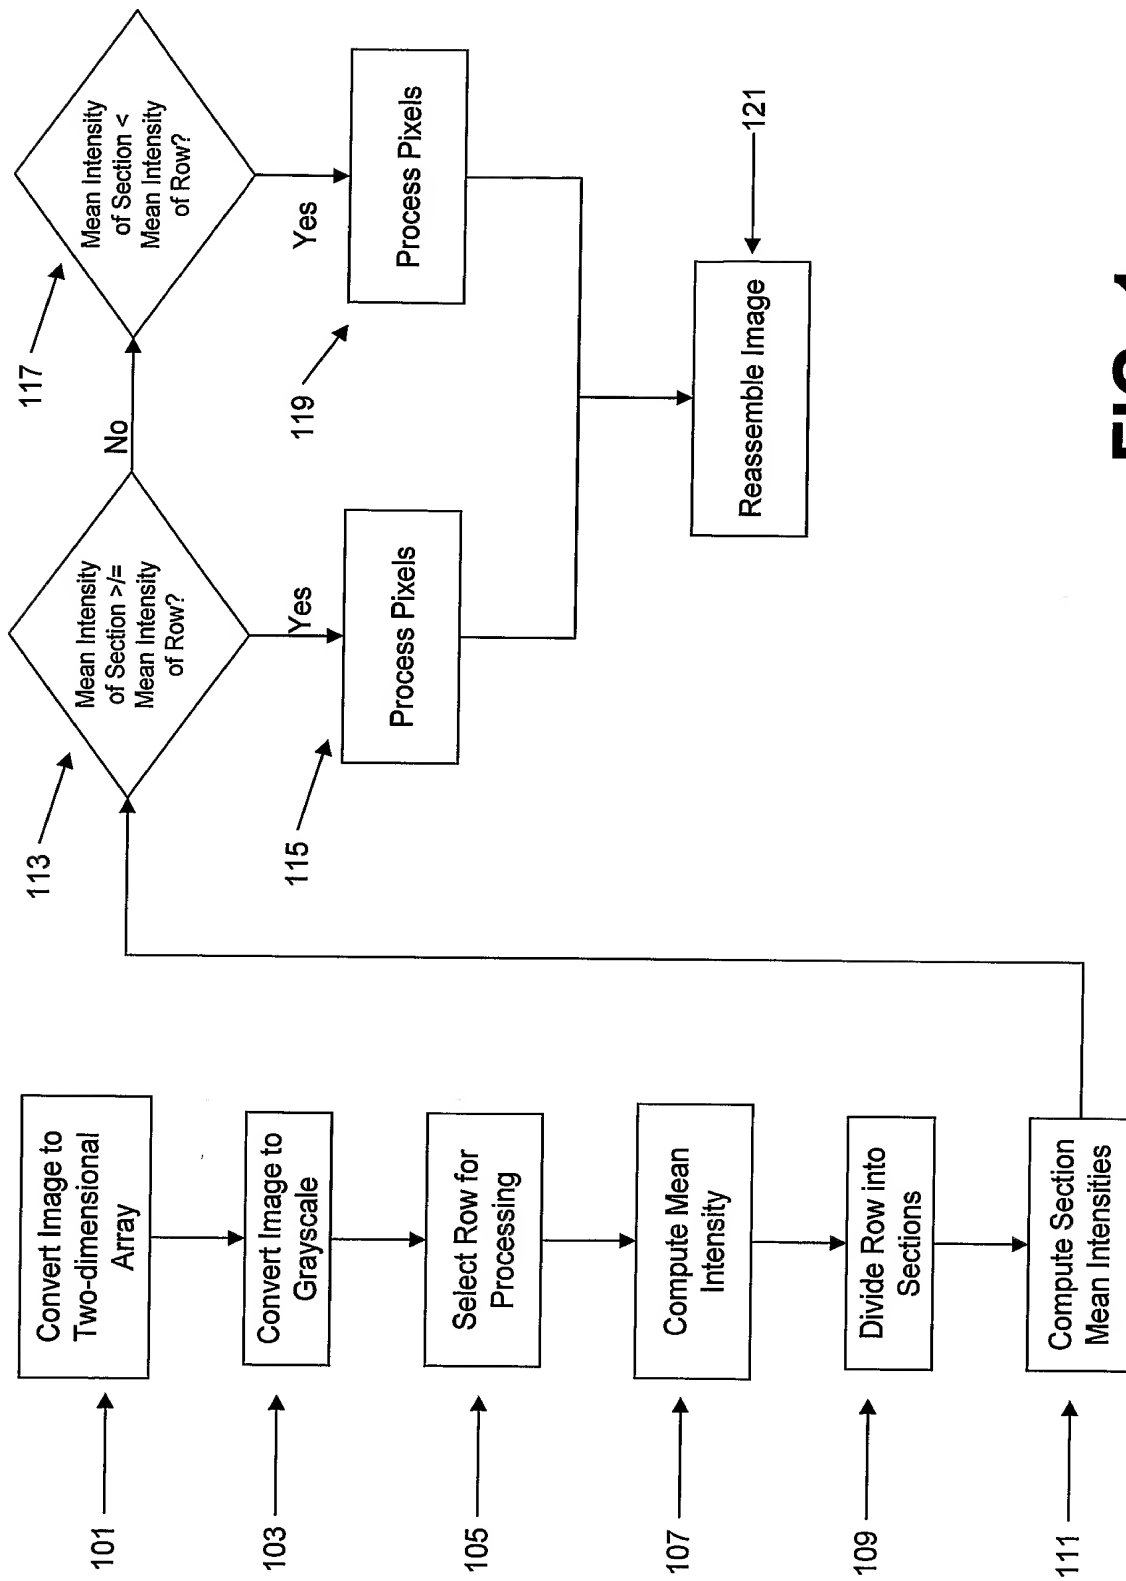 101
Convert Image to
Two-dimensional
Array
103
Convert Image to
Grayscale
105
Select Row for
Processing
107
Compute Mean
Intensity
109
Divide Row into
Sections
111
Compute Section
Mean Intensities
113
Mean Intensity
of Section >/=
Mean Intensity
of Row?
No
Yes
115
Process Pixels
117
Mean Intensity
of Section <
Mean Intensity
of Row?
Yes
119
Process Pixels
121
Reassemble Image